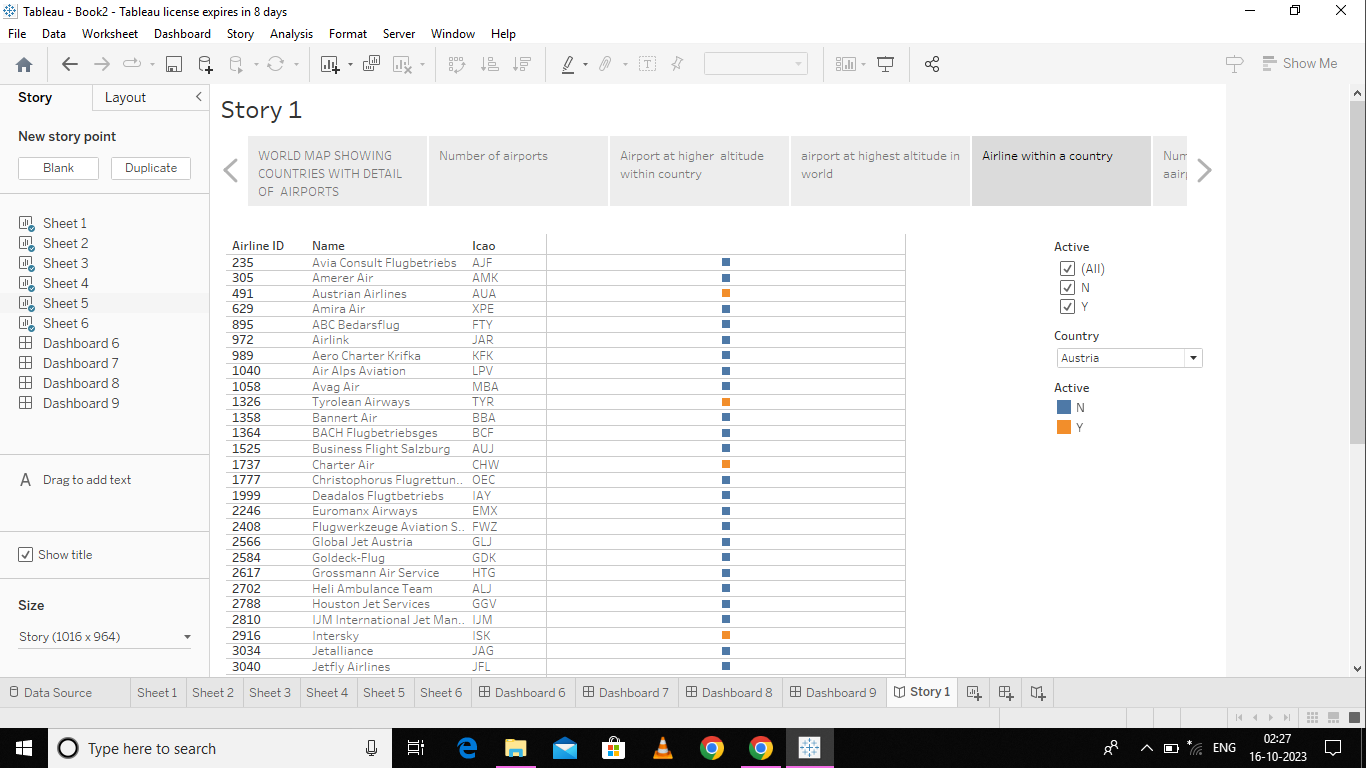 Tableau - Book2 - Tableau license expires in 8 days
File Data Worksheet Dashboard Story Analysis Format Server Window Help
Show Me
Story Layout
New story point
Blank Duplicate
Sheet 1
Sheet 2
Sheet 3
Sheet 4
Sheet 5
Sheet 6
Dashboard 6
Dashboard 7
Dashboard 8
Dashboard 9
A Drag to add text
Show title
Size
Story (1016 x 964)
Story 1
WORLD MAP SHOWING
COUNTRIES WITH DETAIL
OF AIRPORTS
Number of airports
Airport at higher altitude
within country
airport at highest altitude in
world
Airline within a country
Num
aairp
Airline ID Name Icao
235 Avia Consult Flugbetriebs AJF
305 Amerer Air AMK
491 Austrian Airlines AUA
629 Amira Air XPE
895 ABC Bedarsflug FTY
972 Airlink JAR
989 Aero Charter Krifka KFK
1040 Air Alps Aviation LPV
1058 Avag Air MBA
1326 Tyrolean Airways TYR
1358 Bannert Air BBA
1364 BACH Flugbetriebsges BCF
1525 Business Flight Salzburg AUJ
1737 Charter Air CHW
1777 Christophorus Flugrettun.. OEC
1999 Deadalos Flugtbetriebs IAY
2246 Euromanx Airways EMX
2408 Flugwerkzeuge Aviation S.. FWZ
2566 Global Jet Austria GLJ
2584 Goldeck-Flug GDK
2617 Grossmann Air Service HTG
2702 Heli Ambulance Team ALJ
2788 Houston Jet Services GGV
2810 IJM International Jet Man.. IJM
2916 Intersky ISK
3034 Jetalliance JAG
3040 Jetfly Airlines JFL
Active
(All)
N
Y
Country
Austria
Active
N
Y
Data Source Sheet 1 Sheet 2 Sheet 3 Sheet 4 Sheet 5 Sheet 6 Dashboard 6 Dashboard 7 Dashboard 8 Dashboard 9 Story 1
Type here to search
ENG
02:27
16-10-2023